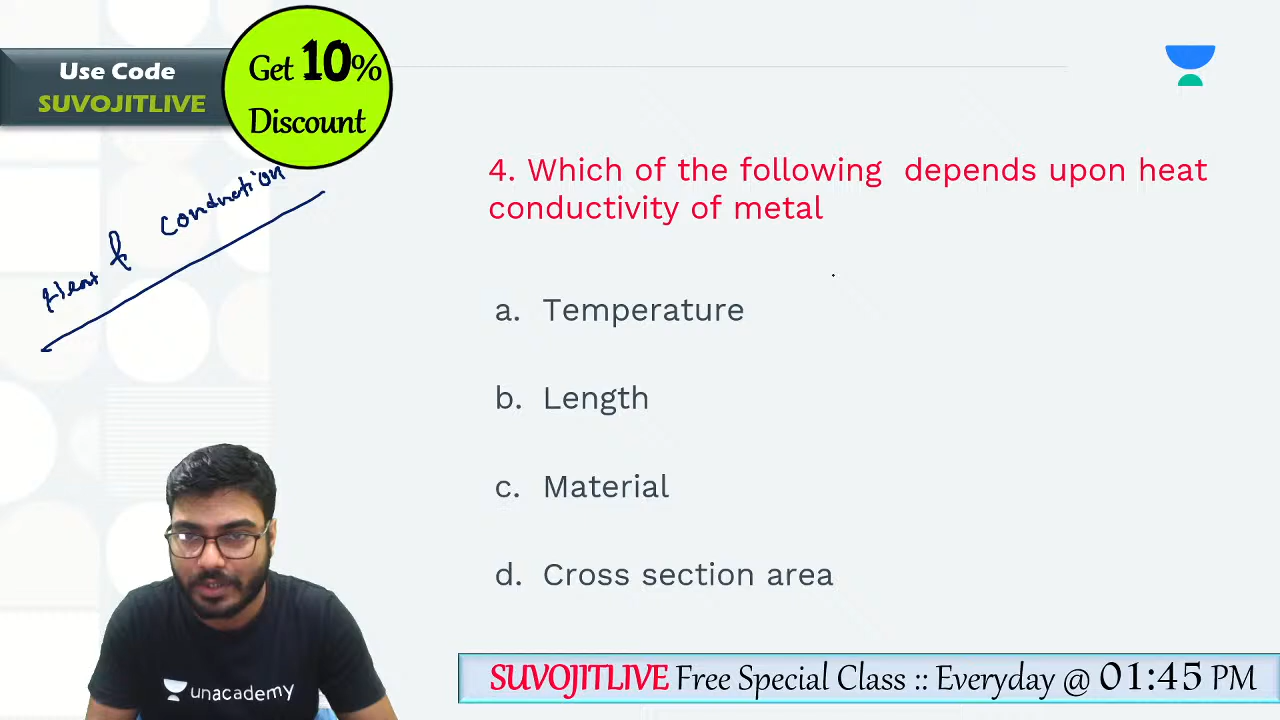 Use Code
SUVOJITLIVE
Get 10%
Discount
Heat & Conduction
4. Which of the following depends upon heat
conductivity of metal
a. Temperature
b. Length
c. Material
d. Cross section area
unacademy
SUVOJITLIVE Free Special Class :: Everyday @ 01:45 PM